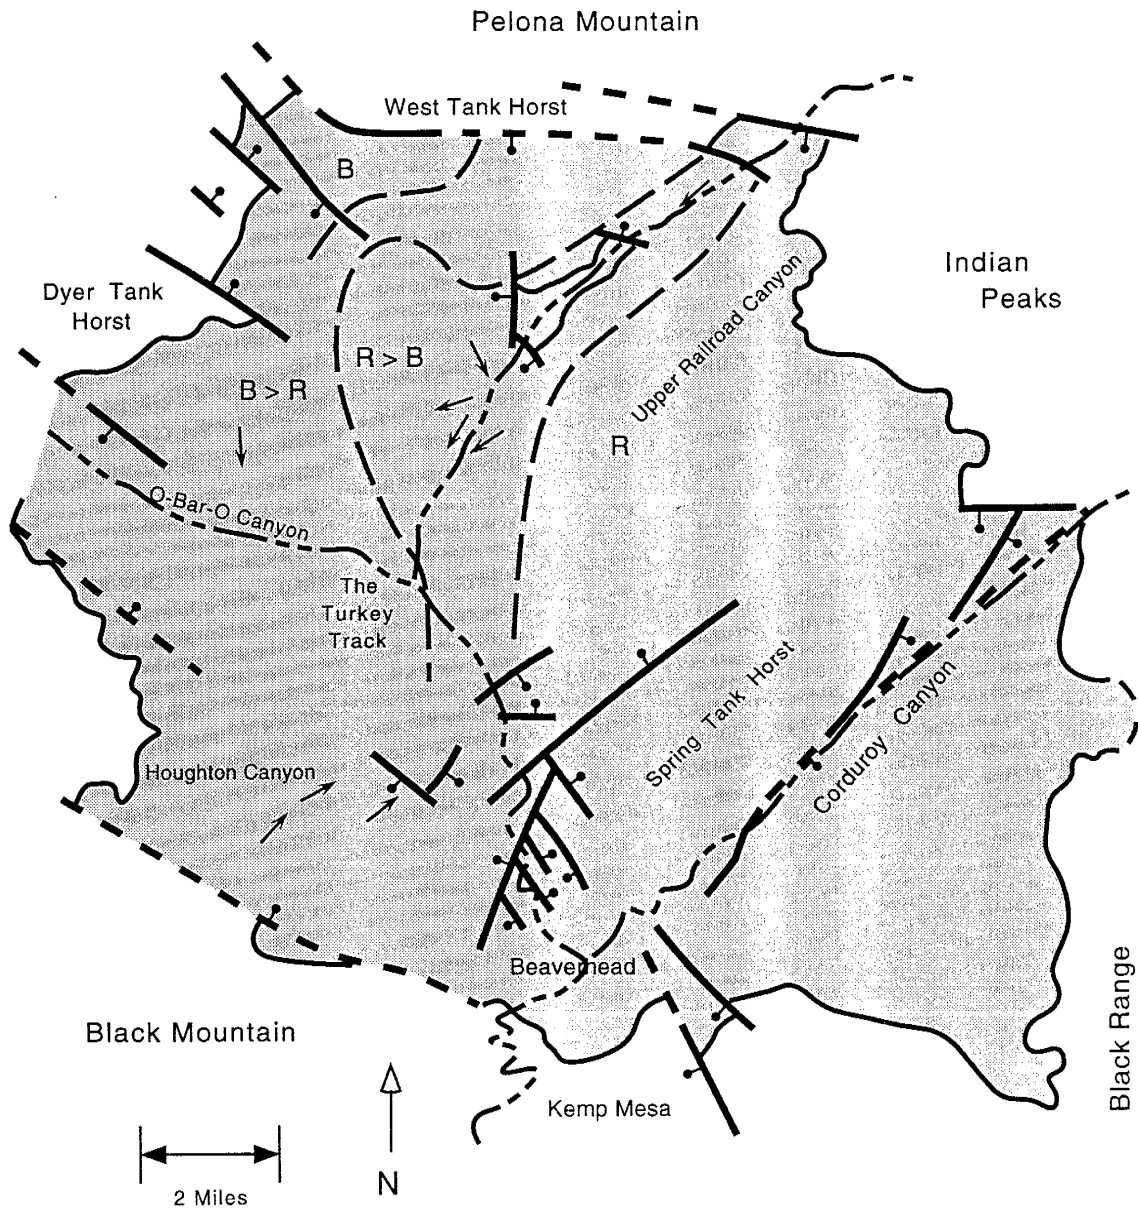 Pelona Mountain
West Tank Horst
B
Indian
Peaks
Dyer Tank
Horst
Upper Railroad Canyon
R > B
B > R
R
O-Bar-O Canyon
The
Turkey
Track
Spring Tank Horst
Corduroy Canyon
Houghton Canyon
Beaverhead
Black Mountain
Black Range
Kemp Mesa
N
2 Miles